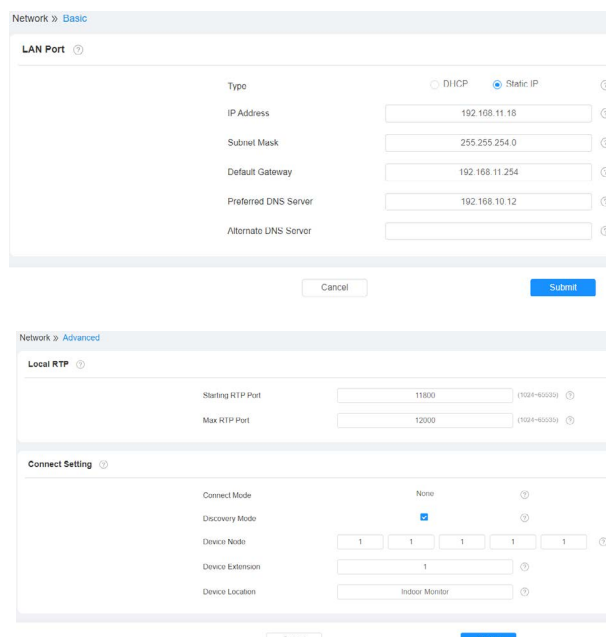 Network » Basic
LAN Port ?
Type DHCP Static IP ?
IP Address 192.168.11.18 ?
Subnet Mask 255.255.254.0 ?
Default Gateway 192.168.11.254 ?
Preferred DNS Server 192.168.10.12 ?
Alternate DNS Server ?
Cancel Submit
Network » Advanced
Local RTP ?
Starting RTP Port 11800 (1024~65535) ?
Max RTP Port 12000 (1024~65535) ?
Connect Setting ?
Connect Mode None ?
Discovery Mode ?
Device Node 1 1 1 1 1 ?
Device Extension 1 ?
Device Location Indoor Monitor ?